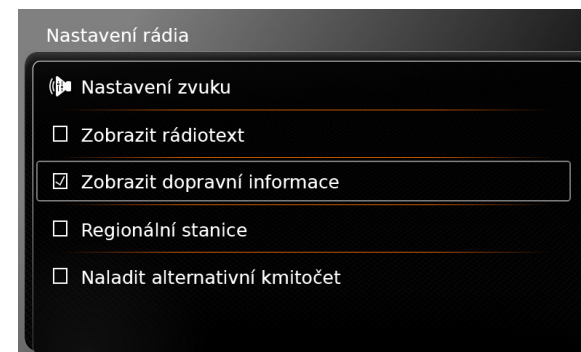 Nastavení rádia
Nastavení zvuku
Zobrazit rádiotext
Zobrazit dopravní informace
Regionální stanice
Naladit alternativní kmitočet